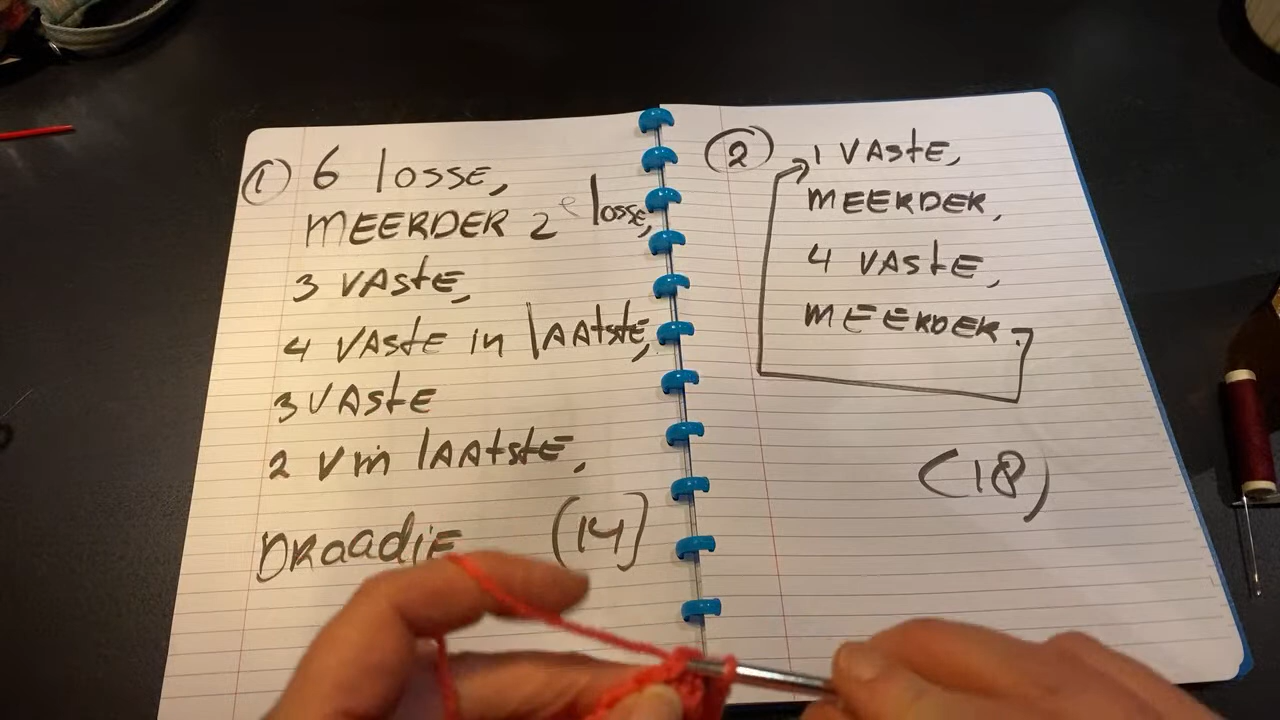 ① 6 losse,
MEERDER 2e losse,
3 VASTE,
4 VASTE in lAAtste,
3 VASTE
2 V in lAAtste.
DRAADJE (14)
② 1 VASTE,
MEERDER,
4 VASTE,
MEERDER.
(18)